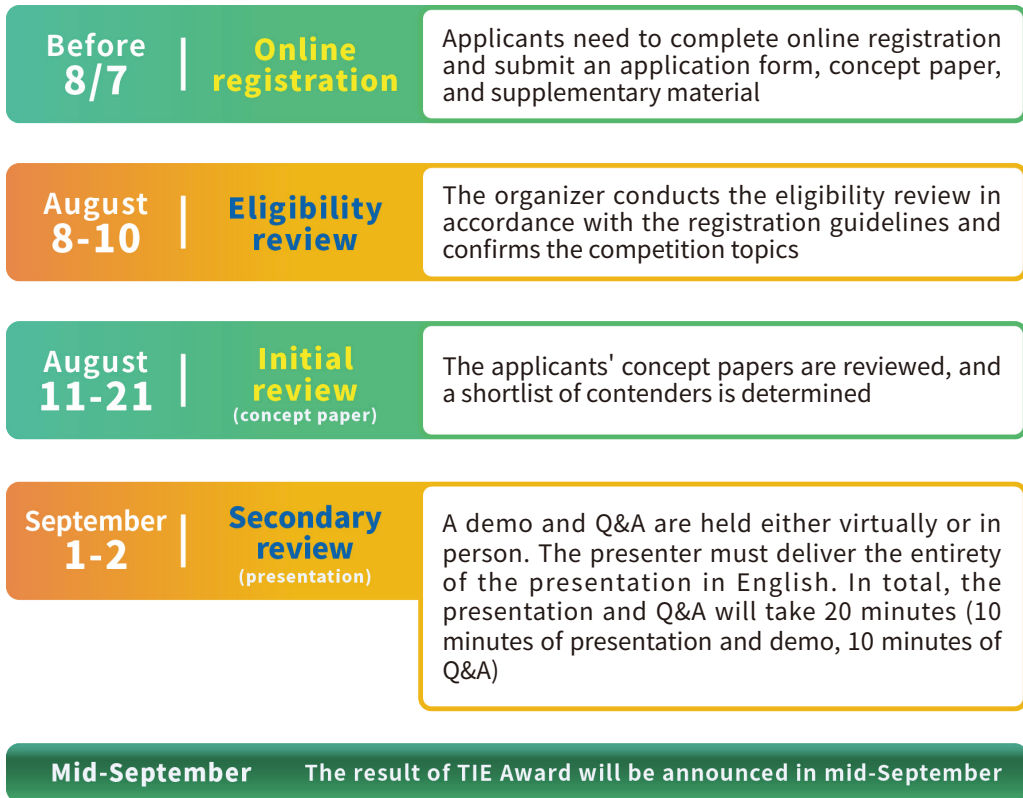 Before
8/7
Online
registration
Applicants need to complete online registration
and submit an application form, concept paper,
and supplementary material
August
8-10
Eligibility
review
The organizer conducts the eligibility review in
accordance with the registration guidelines and
confirms the competition topics
August
11-21
Initial
review
(concept paper)
The applicants' concept papers are reviewed, and
a shortlist of contenders is determined
September
1-2
Secondary
review
(presentation)
A demo and Q&A are held either virtually or in
person. The presenter must deliver the entirety
of the presentation in English. In total, the
presentation and Q&A will take 20 minutes (10
minutes of presentation and demo, 10 minutes of
Q&A)
Mid-September The result of TIE Award will be announced in mid-September